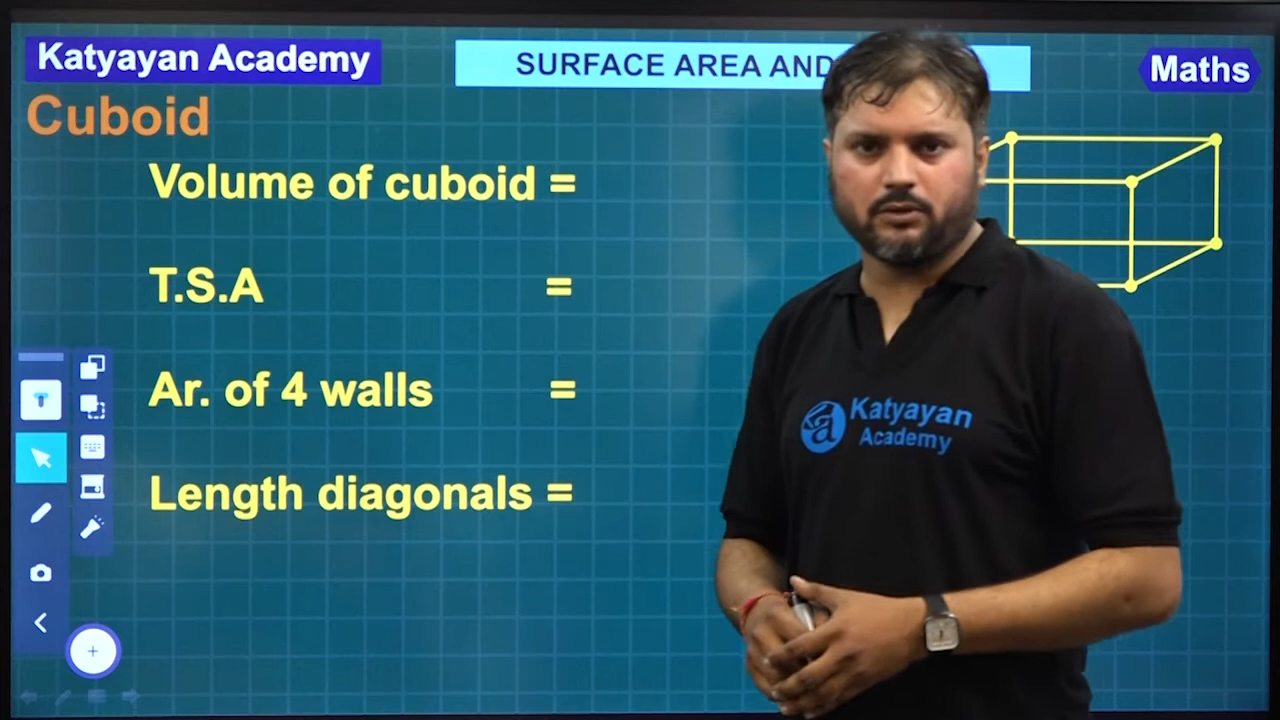 Katyayan Academy
SURFACE AREA AND
Maths
Cuboid
Volume of cuboid =
T.S.A =
Ar. of 4 walls =
Length diagonals =
Katyayan
Academy